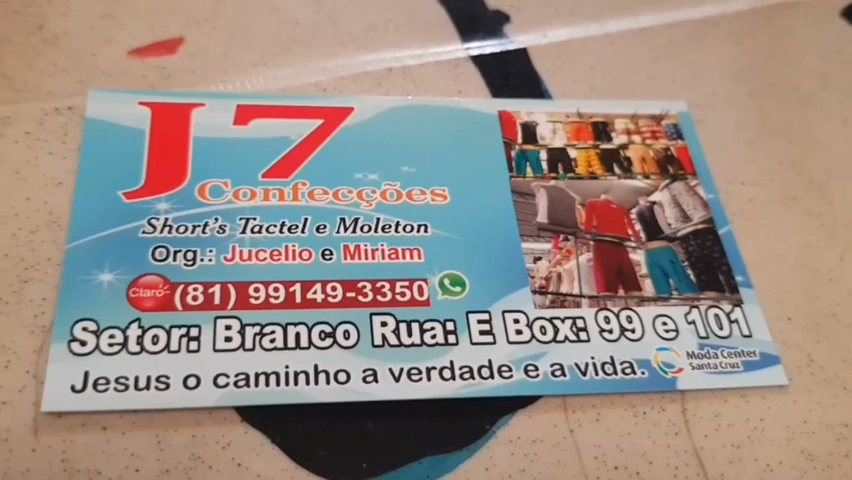 J7
Confecções
Short's Tactel e Moleton
Org.: Jucelio e Miriam
Claro (81) 99149-3350
Setor: Branco Rua: E Box: 99 e 101
Jesus o caminho a verdade e a vida.
Moda Center
Santa Cruz